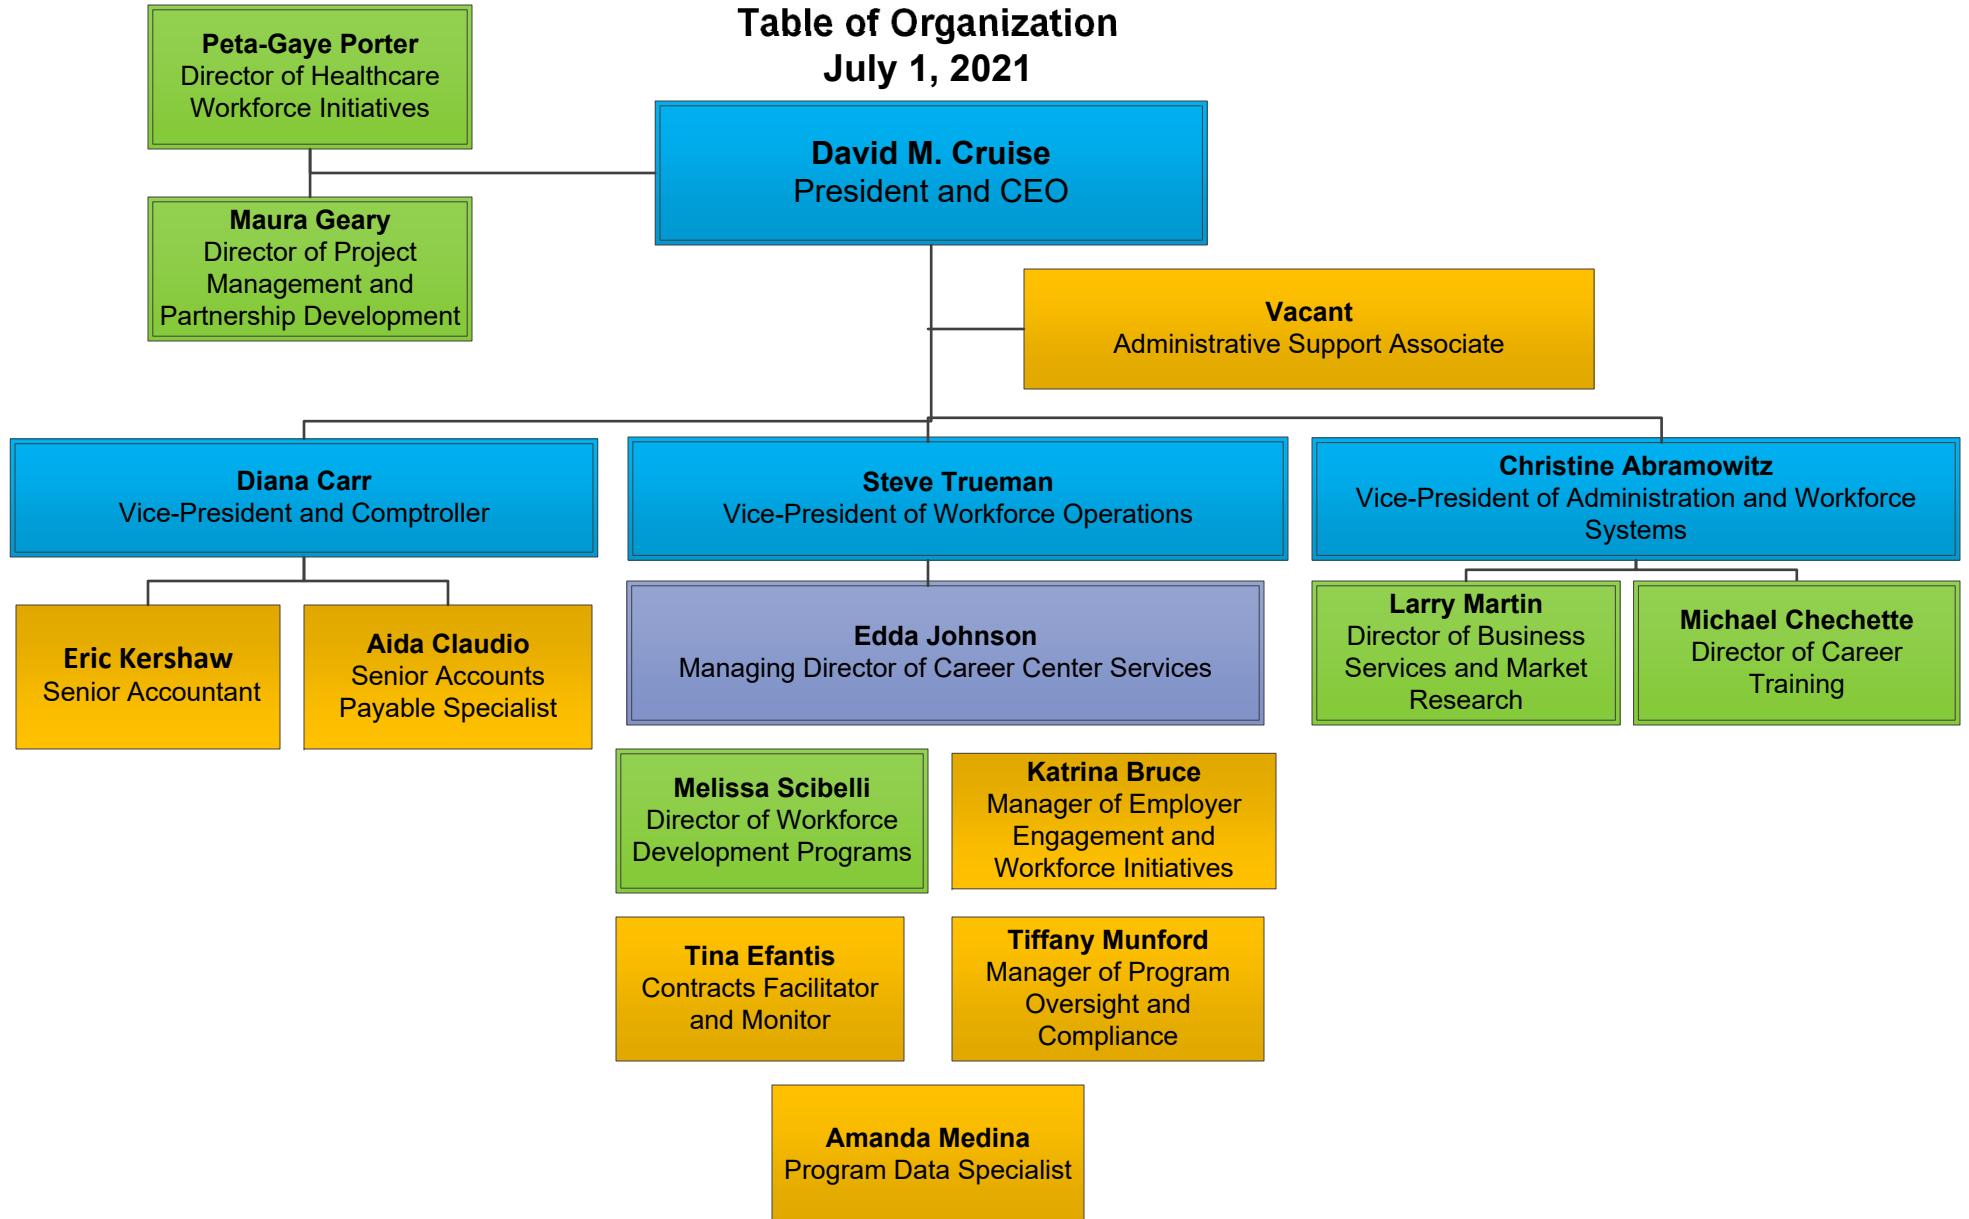 Table of Organization
July 1, 2021
Peta-Gaye Porter
Director of Healthcare
Workforce Initiatives
David M. Cruise
President and CEO
Maura Geary
Director of Project
Management and
Partnership Development
Vacant
Administrative Support Associate
Diana Carr
Vice-President and Comptroller
Steve Trueman
Vice-President of Workforce Operations
Christine Abramowitz
Vice-President of Administration and Workforce
Systems
Eric Kershaw
Senior Accountant
Aida Claudio
Senior Accounts
Payable Specialist
Edda Johnson
Managing Director of Career Center Services
Larry Martin
Director of Business
Services and Market
Research
Michael Chechette
Director of Career
Training
Melissa Scibelli
Director of Workforce
Development Programs
Katrina Bruce
Manager of Employer
Engagement and
Workforce Initiatives
Tina Efantis
Contracts Facilitator
and Monitor
Tiffany Munford
Manager of Program
Oversight and
Compliance
Amanda Medina
Program Data Specialist